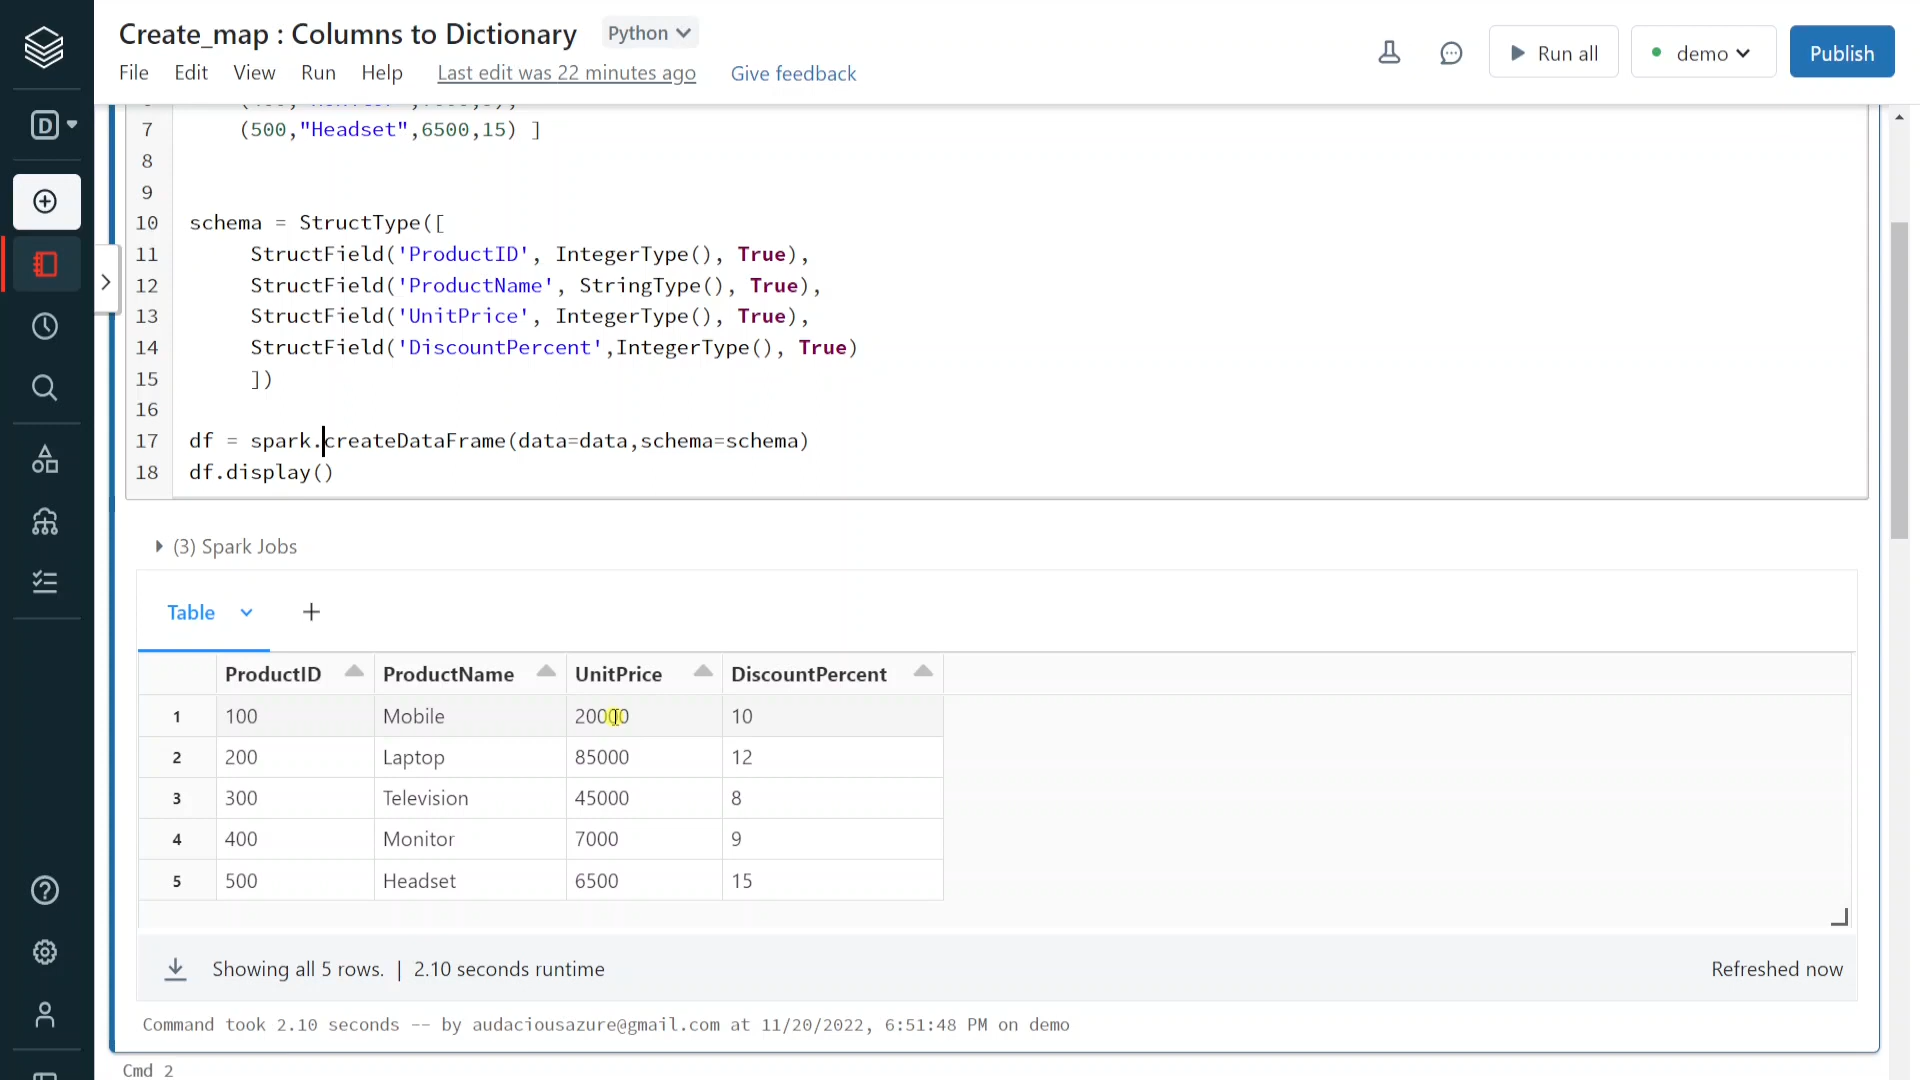 Create_map : Columns to Dictionary
Python
File Edit View Run Help Last edit was 22 minutes ago Give feedback
Run all
demo
Publish
D
7 (500,"Headset",6500,15) ]
8
9
10 schema = StructType([
11 StructField('ProductID', IntegerType(), True),
12 StructField('ProductName', StringType(), True),
13 StructField('UnitPrice', IntegerType(), True),
14 StructField('DiscountPercent',IntegerType(), True)
15 ])
16
17 df = spark.createDataFrame(data=data,schema=schema)
18 df.display()
(3) Spark Jobs
Table
ProductID ProductName UnitPrice DiscountPercent
1 100 Mobile 20000 10
2 200 Laptop 85000 12
3 300 Television 45000 8
4 400 Monitor 7000 9
5 500 Headset 6500 15
Showing all 5 rows. | 2.10 seconds runtime
Refreshed now
Command took 2.10 seconds -- by audaciousazure@gmail.com at 11/20/2022, 6:51:48 PM on demo
Cmd 2